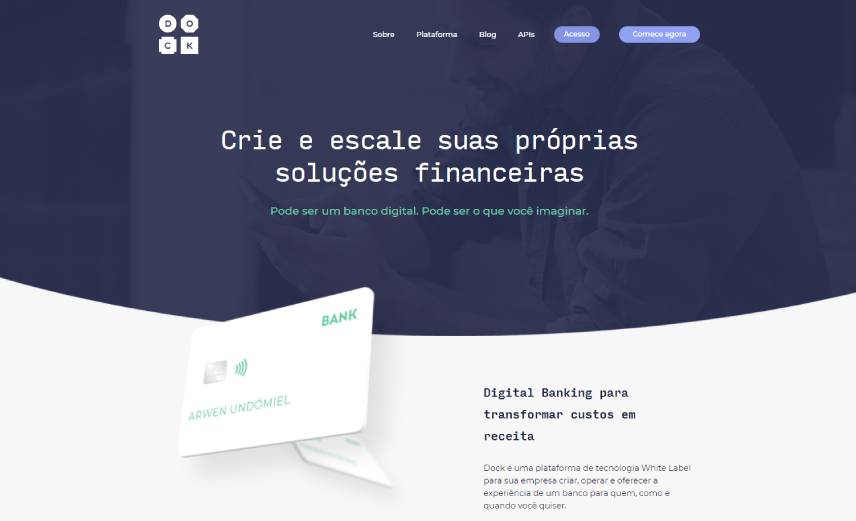 D O
C K
Sobre Plataforma Blog APIs Acesso Comece agora
Crie e escale suas próprias
soluções financeiras
Pode ser um banco digital. Pode ser o que você imaginar.
BANK
ARWEN UNDÓMIEL
Digital Banking para
transformar custos em
receita
Dock é uma plataforma de tecnologia White Label
para sua empresa criar, operar e oferecer a
experiência de um banco para quem, como e
quando você quiser.